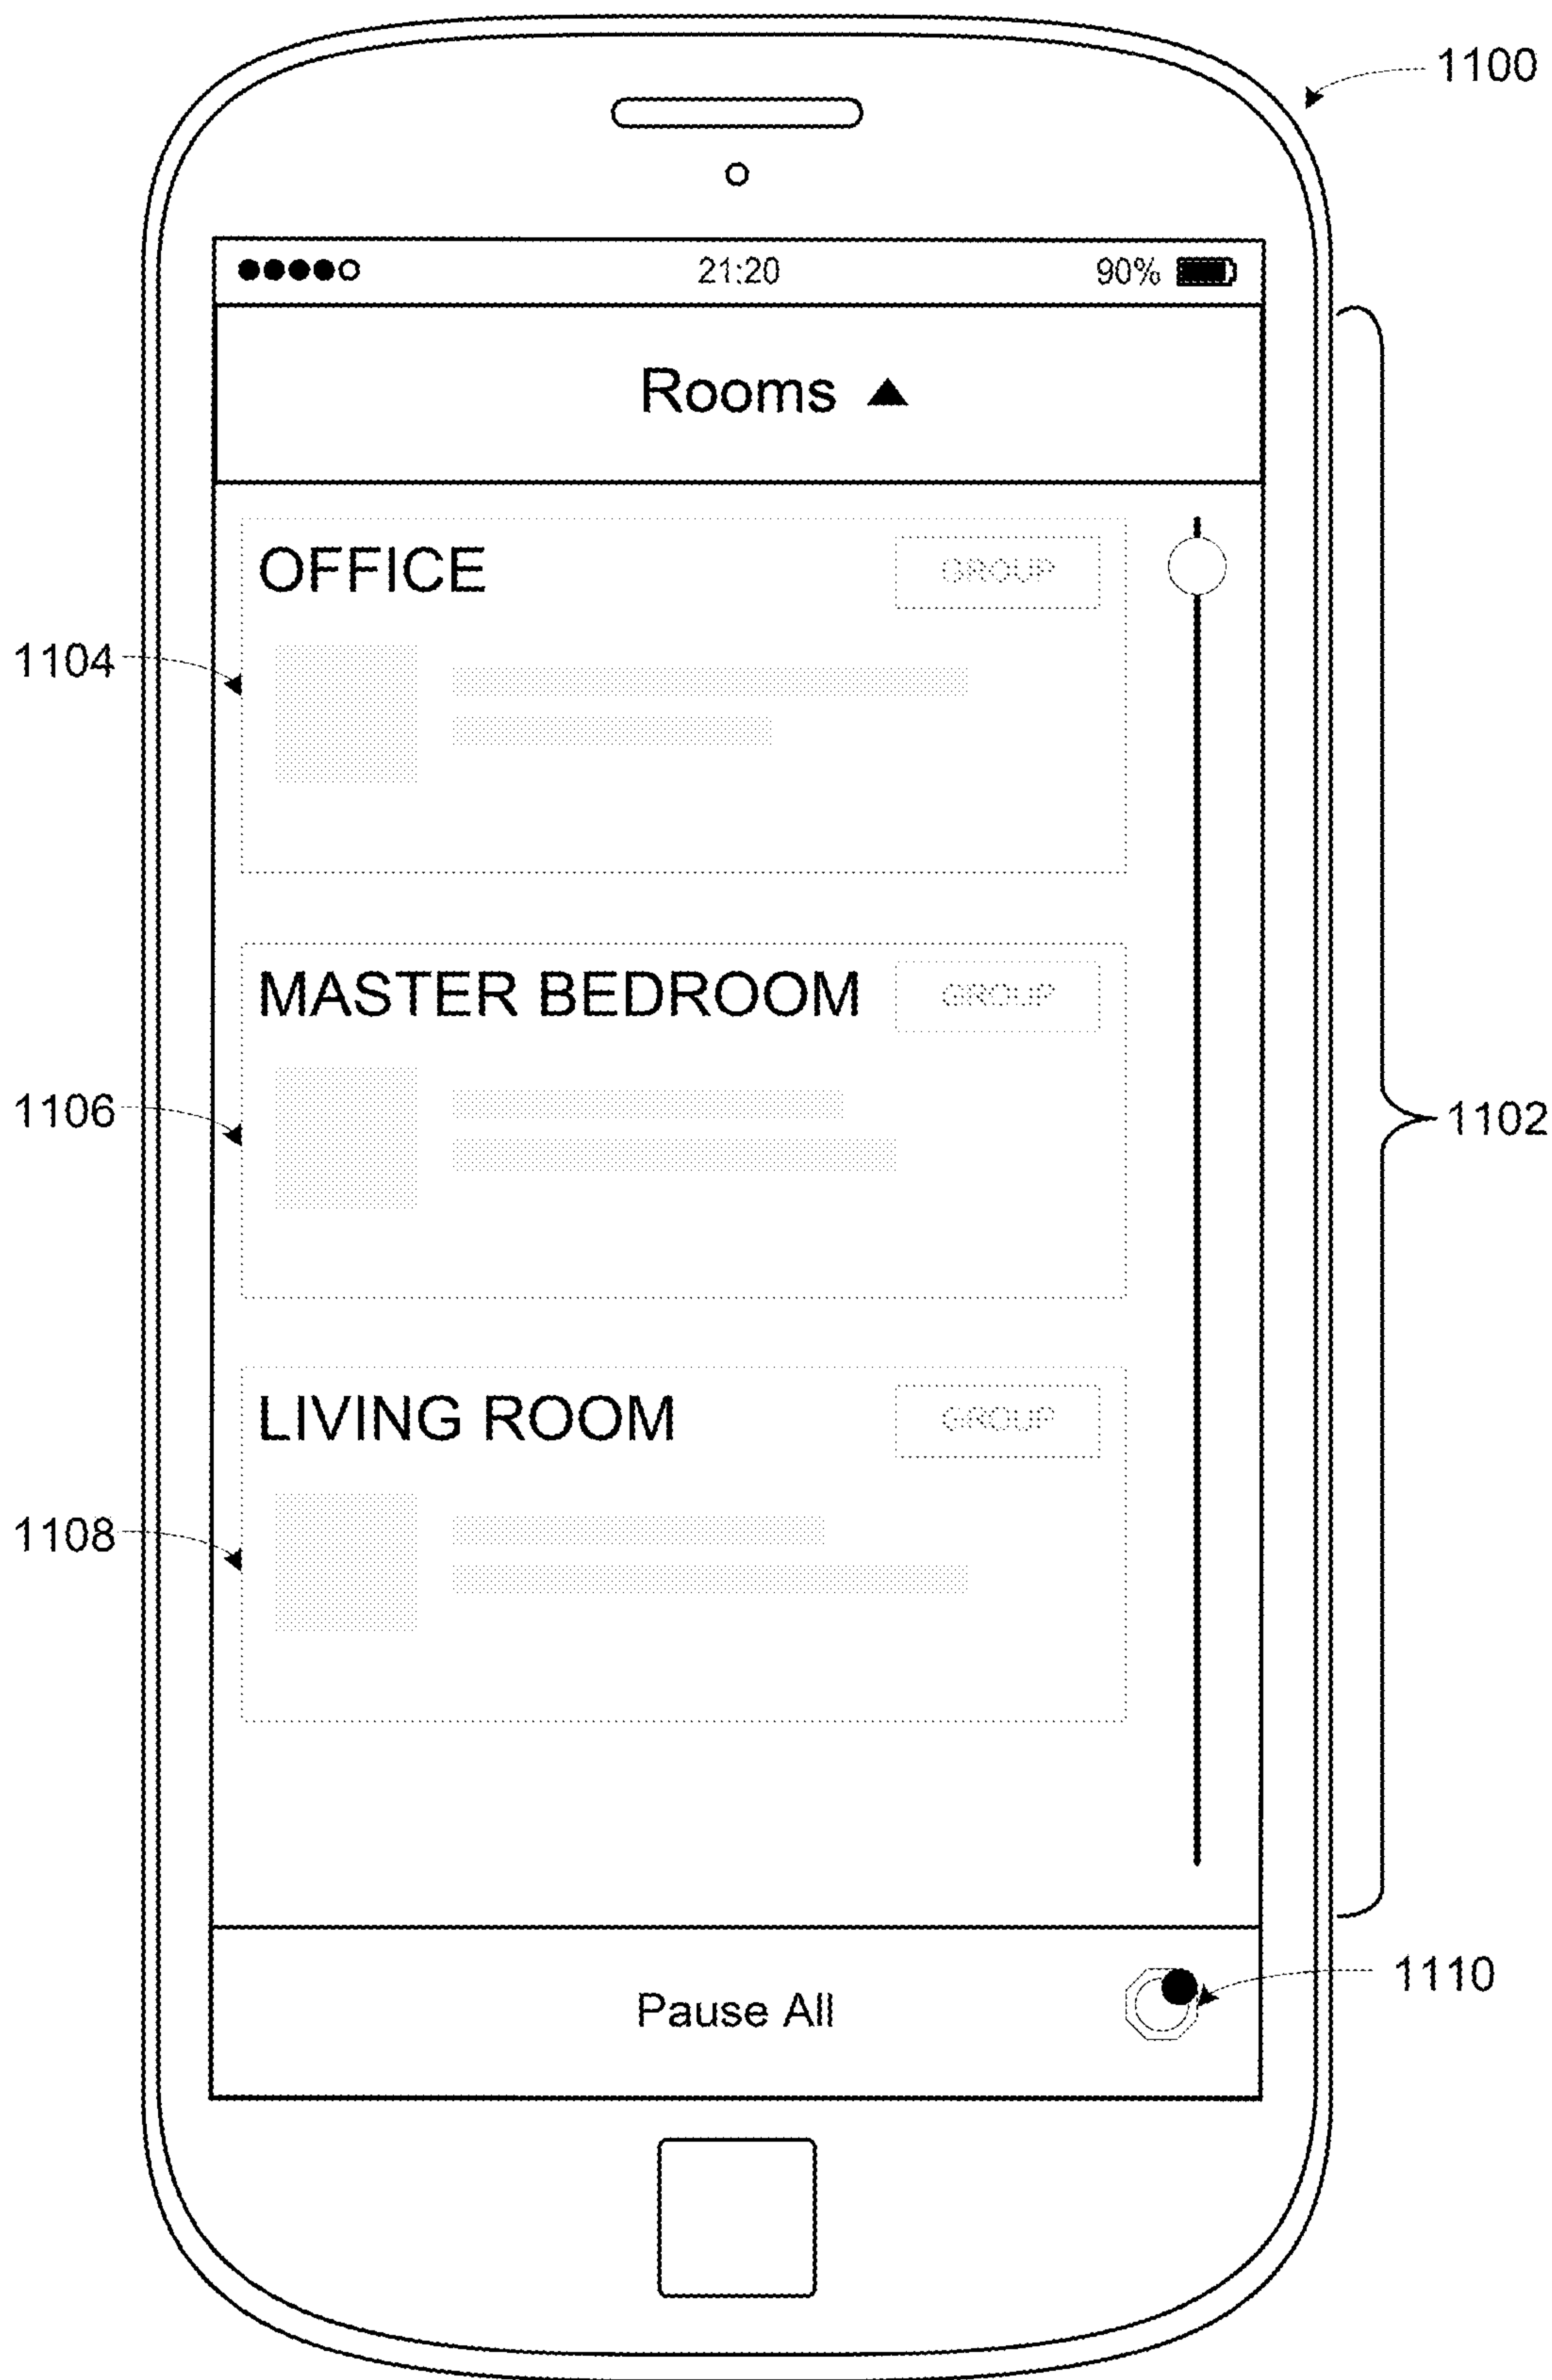 1100
21:20 90%
Rooms
OFFICE GROUP
1104
MASTER BEDROOM GROUP
1106
1102
LIVING ROOM GROUP
1108
1110
Pause All